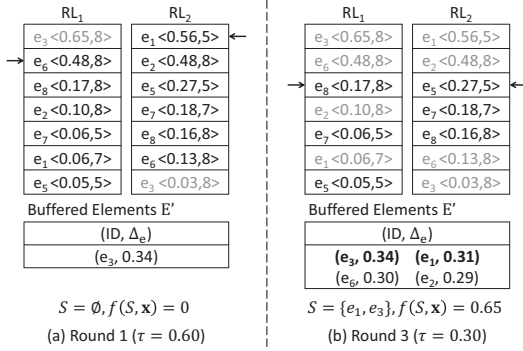 RL₁ RL₂
e₃<0.65,8> e₁<0.56,5>
e₆<0.48,8> e₂<0.48,8>
e₈<0.17,8> e₅<0.27,5>
e₂<0.10,8> e₇<0.18,7>
e₇<0.06,5> e₈<0.16,8>
e₁<0.06,7> e₆<0.13,8>
e₅<0.05,5> e₃<0.03,8>
Buffered Elements E'
(ID, Δₑ)
(e₃, 0.34)
S = ∅, f(S, x) = 0
(a) Round 1 (τ = 0.60)
RL₁ RL₂
e₃<0.65,8> e₁<0.56,5>
e₆<0.48,8> e₂<0.48,8>
e₈<0.17,8> e₅<0.27,5>
e₂<0.10,8> e₇<0.18,7>
e₇<0.06,5> e₈<0.16,8>
e₁<0.06,7> e₆<0.13,8>
e₅<0.05,5> e₃<0.03,8>
Buffered Elements E'
(ID, Δₑ)
(e₃, 0.34) (e₁, 0.31)
(e₆, 0.30) (e₂, 0.29)
S = {e₁, e₃}, f(S, x) = 0.65
(b) Round 3 (τ = 0.30)